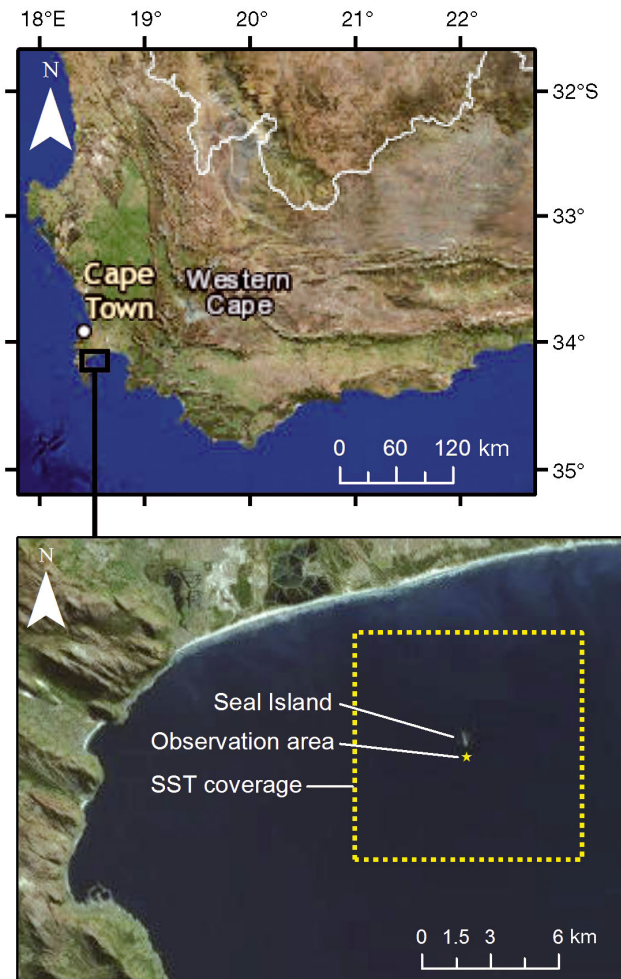 18°E 19° 20° 21° 22°
N
32°S
33°
Cape
Town
Western
Cape
34°
0 60 120 km
35°
N
Seal Island
Observation area
SST coverage
0 1.5 3 6 km